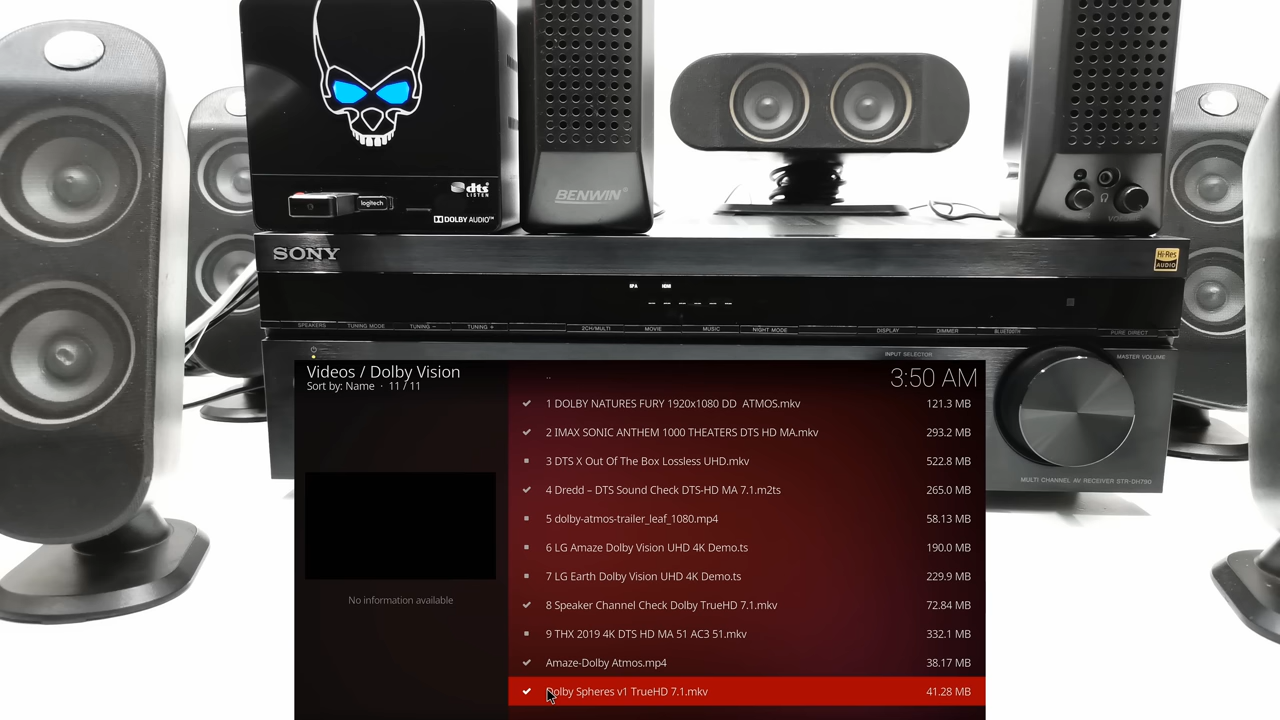 dts
LISTEN
logitech
DOLBY AUDIO™
BENWIN®
SONY
Hi-Res
AUDIO
HDMI
SPEAKERS
TUNING MODE
TUNING −
TUNING +
2CH/MULTI
MOVIE
MUSIC
NIGHT MODE
DISPLAY
DIMMER
BLUETOOTH
PURE DIRECT
INPUT SELECTOR
MASTER VOLUME
MULTI CHANNEL AV RECEIVER STR-DH790
Videos / Dolby Vision
Sort by: Name · 11 / 11
3:50 AM
..
1 DOLBY NATURES FURY 1920x1080 DD  ATMOS.mkv 121.3 MB
2 IMAX SONIC ANTHEM 1000 THEATERS DTS HD MA.mkv 293.2 MB
3 DTS X Out Of The Box Lossless UHD.mkv 522.8 MB
4 Dredd – DTS Sound Check DTS-HD MA 7.1.m2ts 265.0 MB
5 dolby-atmos-trailer_leaf_1080.mp4 58.13 MB
6 LG Amaze Dolby Vision UHD 4K Demo.ts 190.0 MB
7 LG Earth Dolby Vision UHD 4K Demo.ts 229.9 MB
8 Speaker Channel Check Dolby TrueHD 7.1.mkv 72.84 MB
9 THX 2019 4K DTS HD MA 51 AC3 51.mkv 332.1 MB
Amaze-Dolby Atmos.mp4 38.17 MB
Dolby Spheres v1 TrueHD 7.1.mkv 41.28 MB
No information available